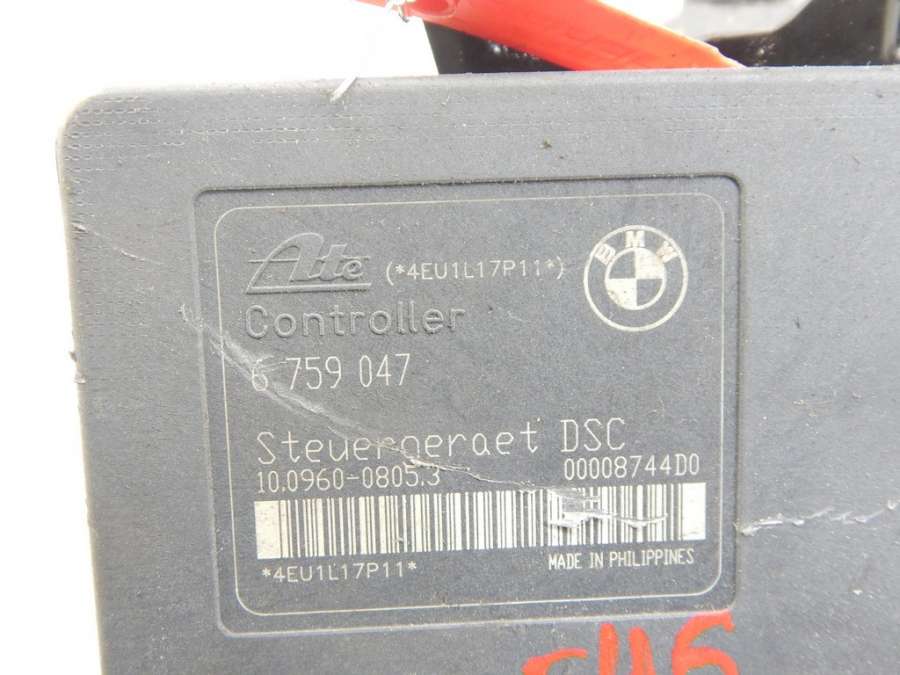 Ate (*4EU1L17P11*)
BMW
Controller
6 759 047
Steuergeraet DSC
10.0960-0805.3 00008744D0
*4EU1L17P11*
MADE IN PHILIPPINES